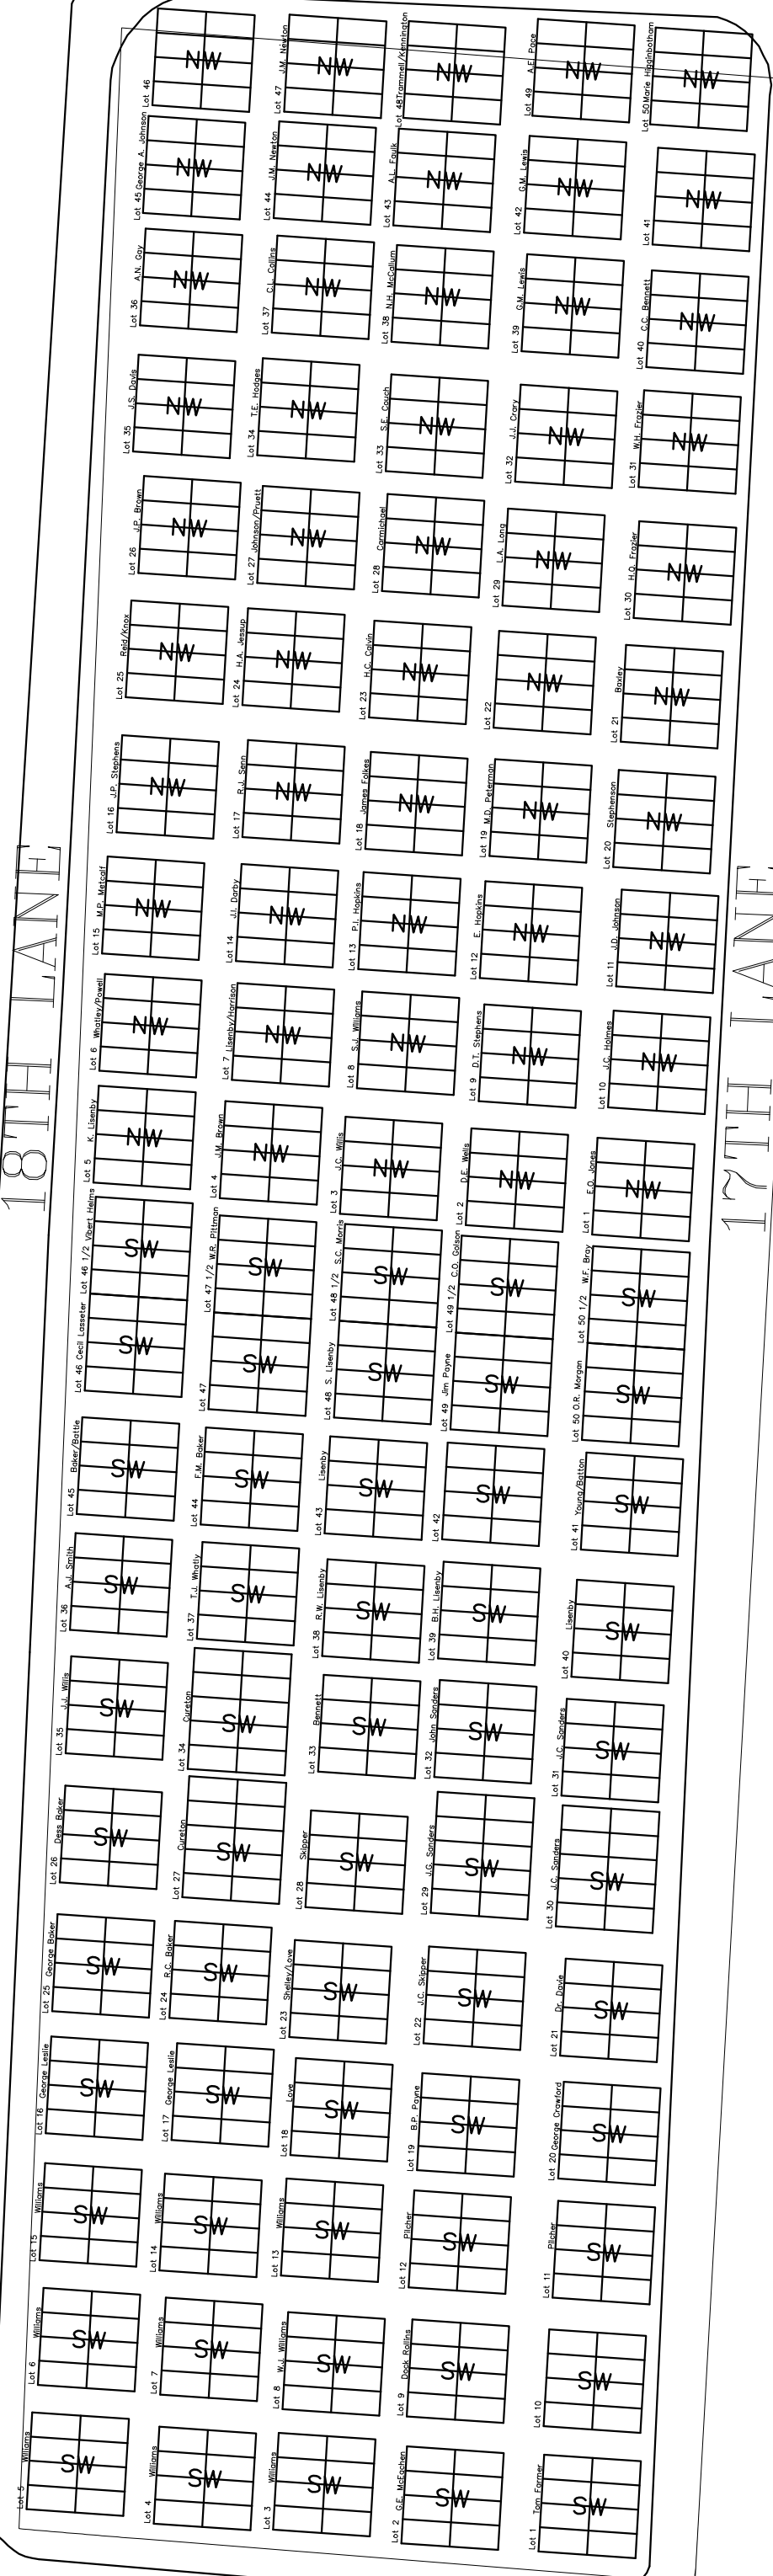 Lot 46 NW
Lot 47 J.M. Newton NW
Lot 48 Trammell/Kennington NW
Lot 49 A.E. Pace NW
Lot 50 Marie Higginbotham NW
Lot 45 George A. Johnson NW
Lot 44 J.M. Newton NW
Lot 43 A.L. Faulk NW
Lot 42 G.M. Lewis NW
Lot 41 NW
Lot 36 A.N. Gay NW
Lot 37 C.L. Collins NW
Lot 38 N.H. McCallum NW
Lot 39 G.M. Lewis NW
Lot 40 C.C. Bennett NW
Lot 35 J.S. Davis NW
Lot 34 T.E. Hodges NW
Lot 33 S.E. Couch NW
Lot 32 J.J. Crary NW
Lot 31 W.H. Frazier NW
Lot 26 J.P. Brown NW
Lot 27 Johnson/Pruett NW
Lot 28 Carmichael NW
Lot 29 L.A. Long NW
Lot 30 H.Q. Frazier NW
Lot 25 Reid/Knox NW
Lot 24 H.A. Jessup NW
Lot 23 H.C. Calvin NW
Lot 22 NW
Lot 21 Baxley NW
Lot 16 J.P. Stephens NW
Lot 17 R.J. Senn NW
Lot 18 James Folkes NW
Lot 19 M.D. Peterman NW
Lot 20 Stephenson NW
18TH LANE
17TH LANE
Lot 15 M.P. Metcalf NW
Lot 14 J.I. Darby NW
Lot 13 P.I. Hopkins NW
Lot 12 E. Hopkins NW
Lot 11 J.D. Johnson NW
Lot 6 Whatley/Powell NW
Lot 7 Lisenby/Harrison NW
Lot 8 S.J. Williams NW
Lot 9 D.T. Stephens NW
Lot 10 J.C. Holmes NW
Lot 5 K. Lisenby NW
Lot 4 J.M. Brown NW
Lot 3 J.C. Willis NW
Lot 2 D.E. Wells NW
Lot 1 E.O. Jones NW
Lot 46 1/2 Vibert Helms SW
Lot 47 1/2 W.R. Pittman SW
Lot 48 1/2 S.C. Morris SW
Lot 49 1/2 C.O. Golson SW
Lot 50 1/2 W.F. Bray SW
Lot 46 Cecil Lasseter SW
Lot 47 SW
Lot 48 S. Lisenby SW
Lot 49 Jim Payne SW
Lot 50 O.R. Morgan SW
Lot 45 Baker/Battle SW
Lot 44 F.M. Baker SW
Lot 43 Lisenby SW
Lot 42 SW
Lot 41 Young/Batton SW
Lot 36 A.J. Smith SW
Lot 37 T.J. Whatly SW
Lot 38 R.W. Lisenby SW
Lot 39 B.H. Lisenby SW
Lot 40 Lisenby SW
Lot 35 J.J. Willis SW
Lot 34 Cureton SW
Lot 33 Bennett SW
Lot 32 John Sanders SW
Lot 31 J.C. Sanders SW
Lot 26 Dess Baker SW
Lot 27 Cureton SW
Lot 28 Skipper SW
Lot 29 J.G. Sanders SW
Lot 30 J.C. Sanders SW
Lot 25 George Baker SW
Lot 24 R.C. Baker SW
Lot 23 Shelley/Love SW
Lot 22 J.C. Skipper SW
Lot 21 Dr. Davie SW
Lot 16 George Leslie SW
Lot 17 George Leslie SW
Lot 18 Love SW
Lot 19 B.P. Payne SW
Lot 20 George Crawford SW
Lot 15 Williams SW
Lot 14 Williams SW
Lot 13 Williams SW
Lot 12 Pilcher SW
Lot 11 Pilcher SW
Lot 6 Williams SW
Lot 7 Williams SW
Lot 8 W.J. Williams SW
Lot 9 Dock Rollins SW
Lot 10 SW
Lot 5 Williams SW
Lot 4 Williams SW
Lot 3 Williams SW
Lot 2 G.E. McEachen SW
Lot 1 Tom Farmer SW